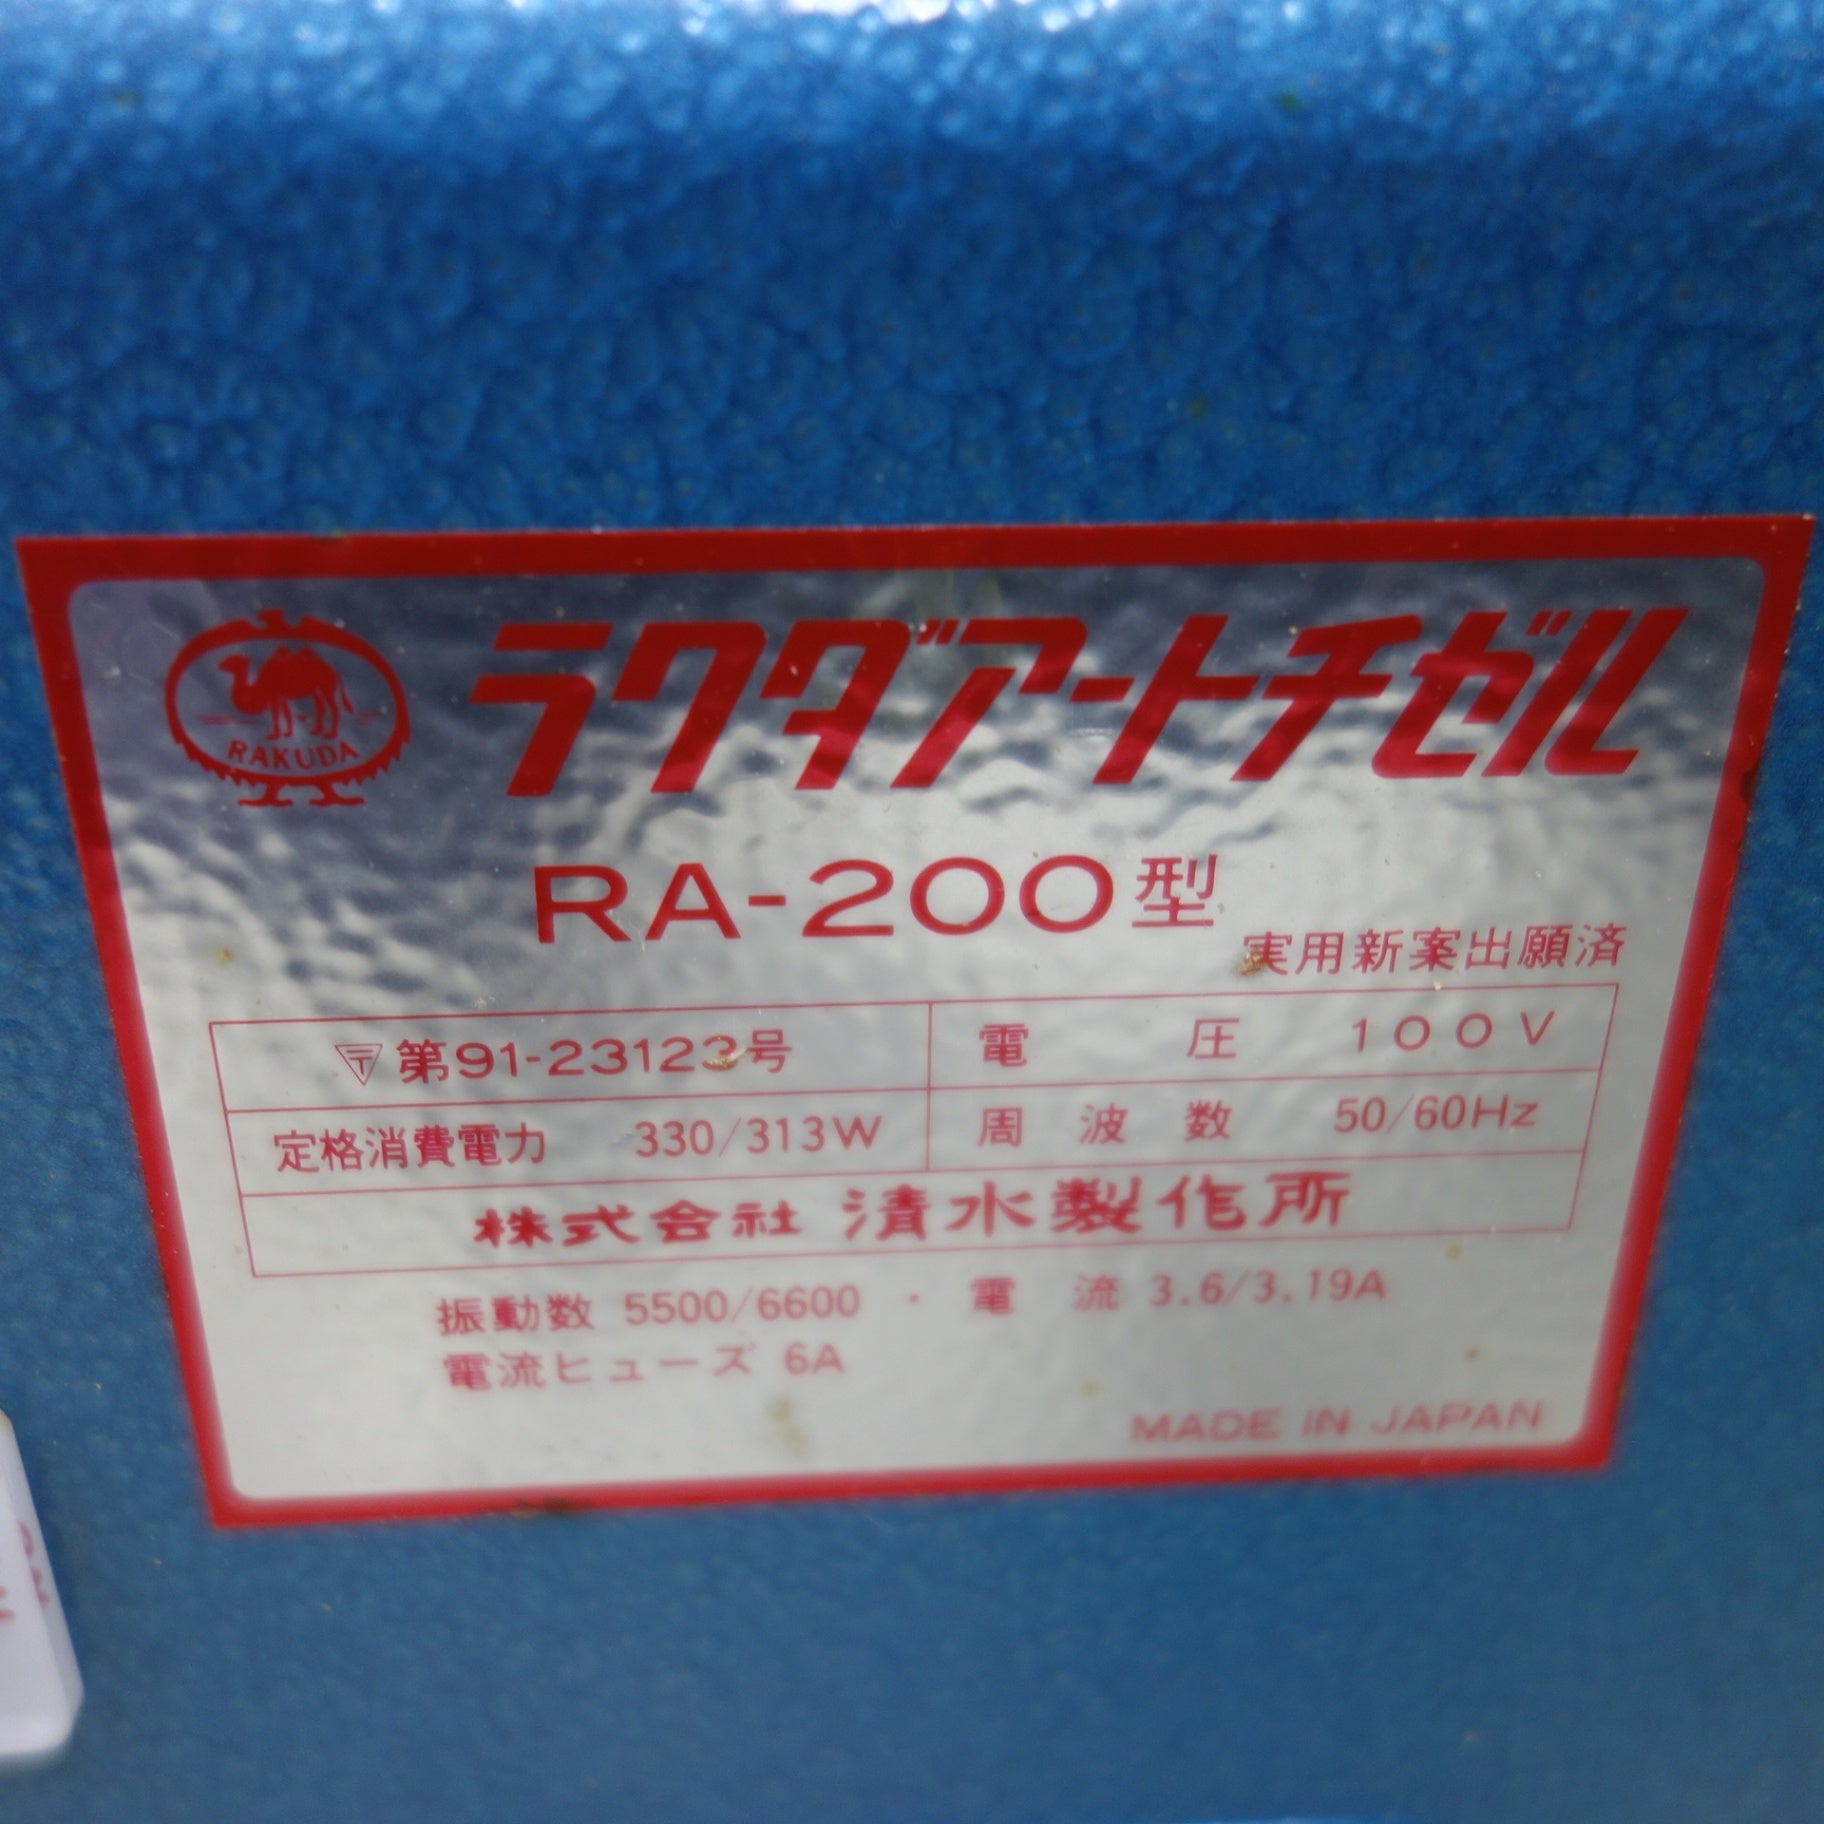 RAKUDA
ラクダアートチゼル
RA-200型
実用新案出願済
〒第91-23123号 電圧 100V
定格消費電力 330/313W 周波数 50/60Hz
株式会社 清水製作所
振動数 5500/6600 ・ 電流 3.6/3.19A
電流ヒューズ 6A
MADE IN JAPAN